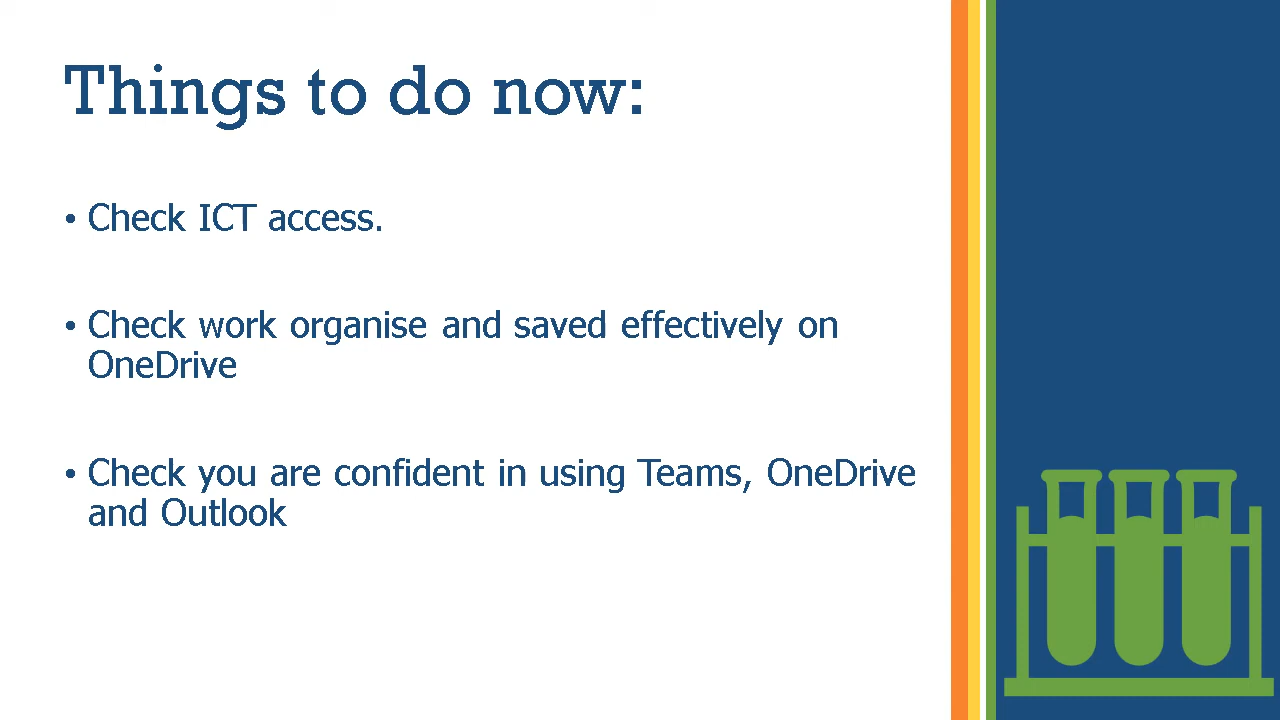 Things to do now:
• Check ICT access.
• Check work organise and saved effectively on
OneDrive
• Check you are confident in using Teams, OneDrive
and Outlook